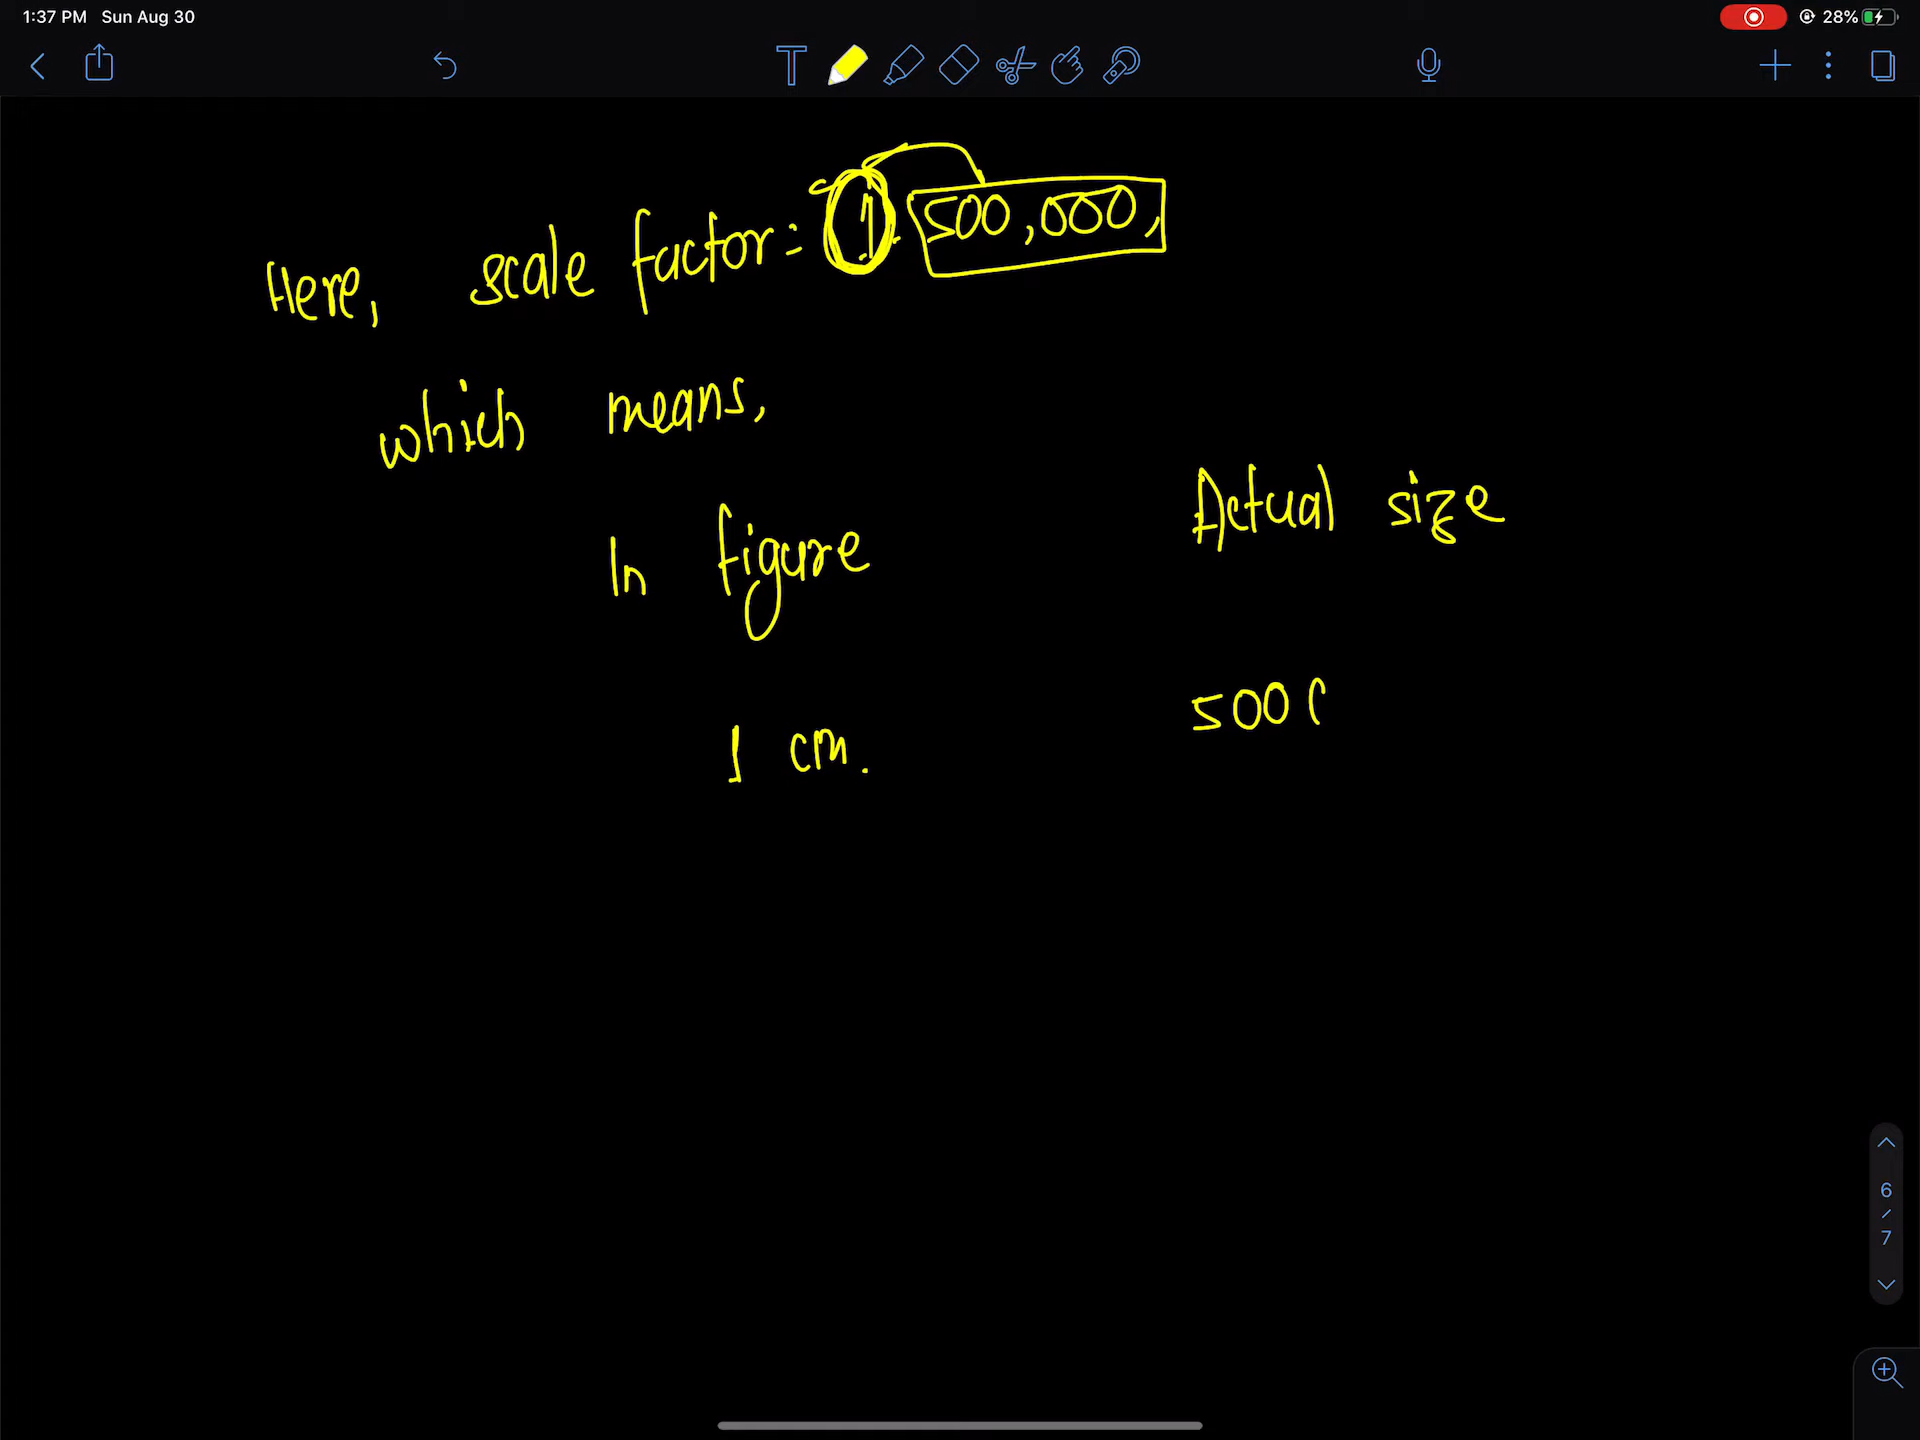 1:37 PM Sun Aug 30
28%
Here, scale factor = 1:500,000,
which means,
In figure
Actual size
1 cm.
500
6
/
7